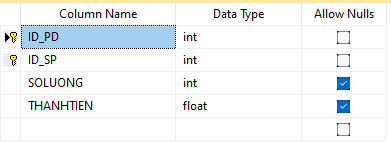 Column Name Data Type Allow Nulls
ID_PD int
ID_SP int
SOLUONG int
THANHTIEN float